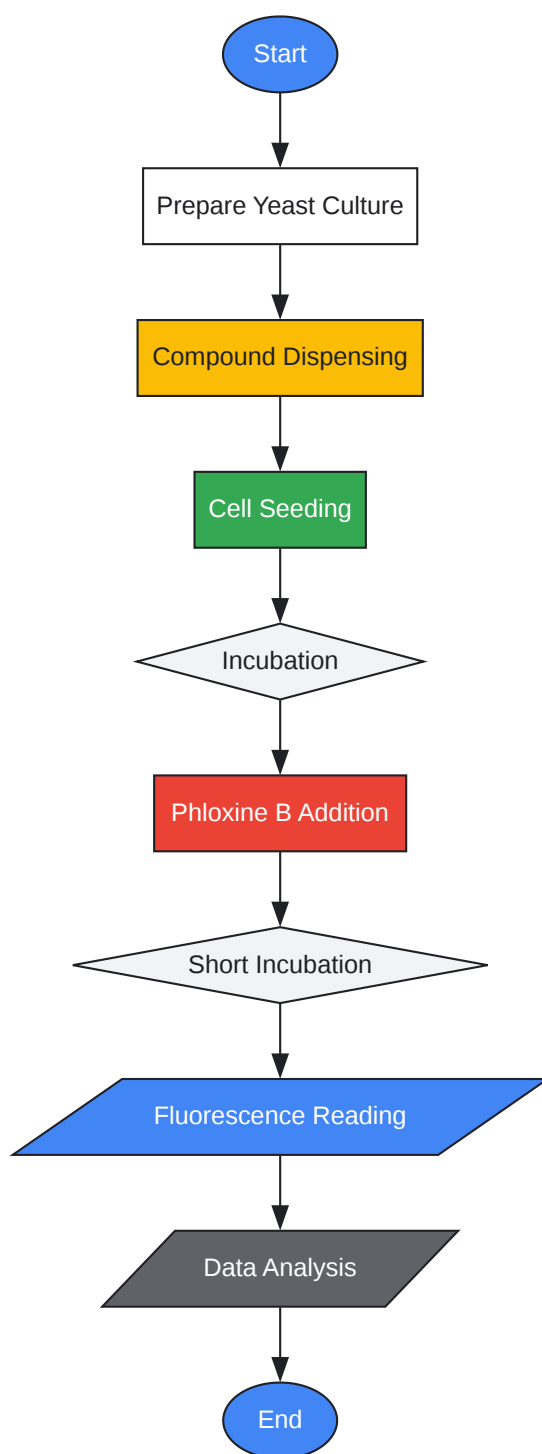 Start
Prepare Yeast Culture
Compound Dispensing
Cell Seeding
Incubation
Phloxine B Addition
Short Incubation
Fluorescence Reading
Data Analysis
End